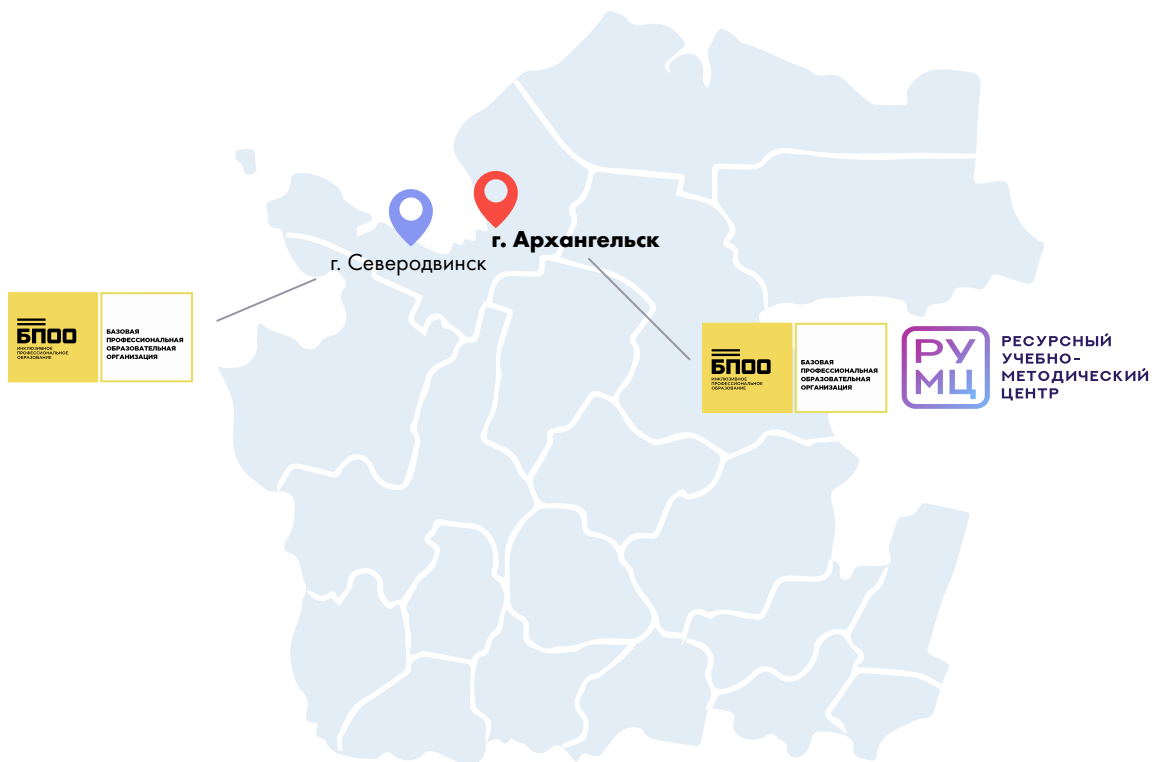 г. Архангельск
г. Северодвинск
БПОО
ИНКЛЮЗИВНОЕ
ПРОФЕССИОНАЛЬНОЕ
ОБРАЗОВАНИЕ
БАЗОВАЯ
ПРОФЕССИОНАЛЬНАЯ
ОБРАЗОВАТЕЛЬНАЯ
ОРГАНИЗАЦИЯ
БПОО
ИНКЛЮЗИВНОЕ
ПРОФЕССИОНАЛЬНОЕ
ОБРАЗОВАНИЕ
БАЗОВАЯ
ПРОФЕССИОНАЛЬНАЯ
ОБРАЗОВАТЕЛЬНАЯ
ОРГАНИЗАЦИЯ
РУ
МЦ
РЕСУРСНЫЙ
УЧЕБНО-
МЕТОДИЧЕСКИЙ
ЦЕНТР